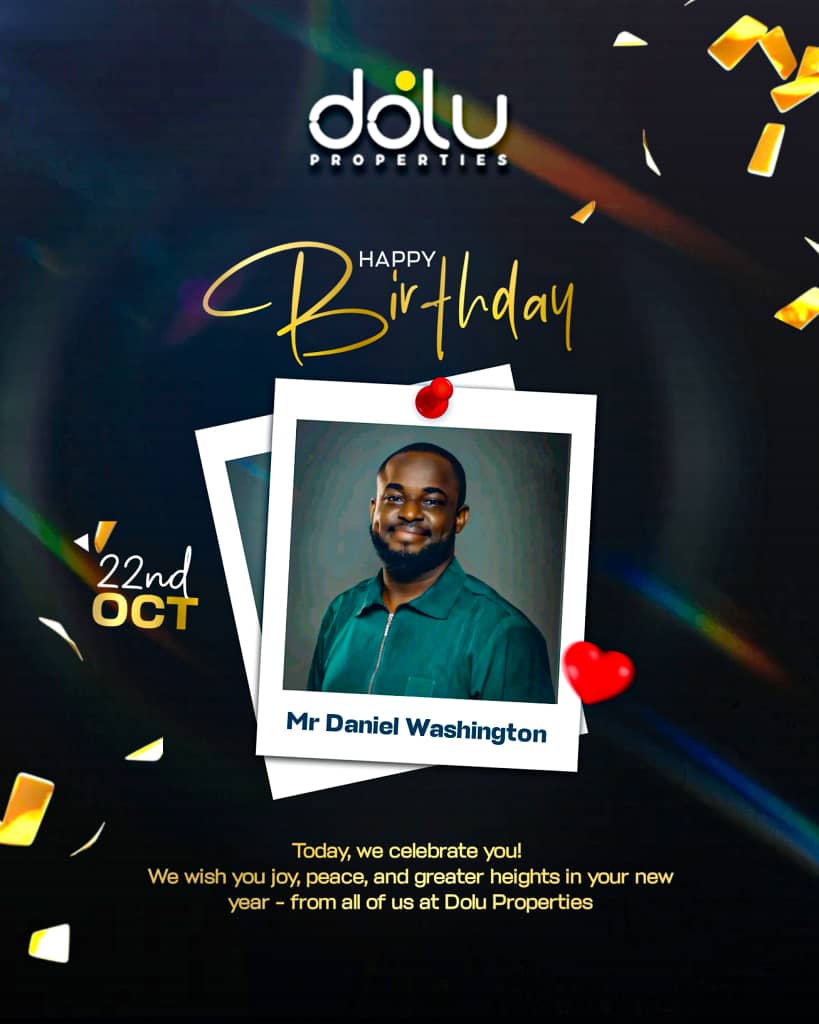 dolu
PROPERTIES
HAPPY
Birthday
22nd
OCT
Mr Daniel Washington
Today, we celebrate you!
We wish you joy, peace, and greater heights in your new
year - from all of us at Dolu Properties